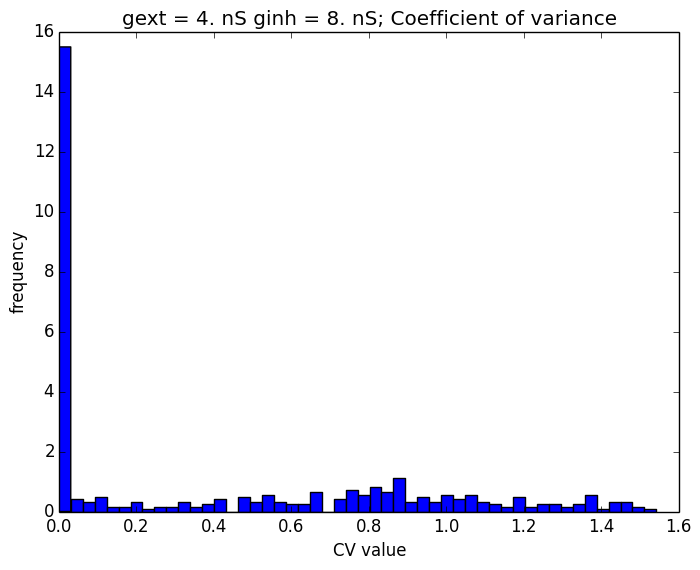 gext = 4. nS ginh = 8. nS; Coefficient of variance
16
14
12
10
8
6
4
2
0
frequency
0.0 0.2 0.4 0.6 0.8 1.0 1.2 1.4 1.6
CV value